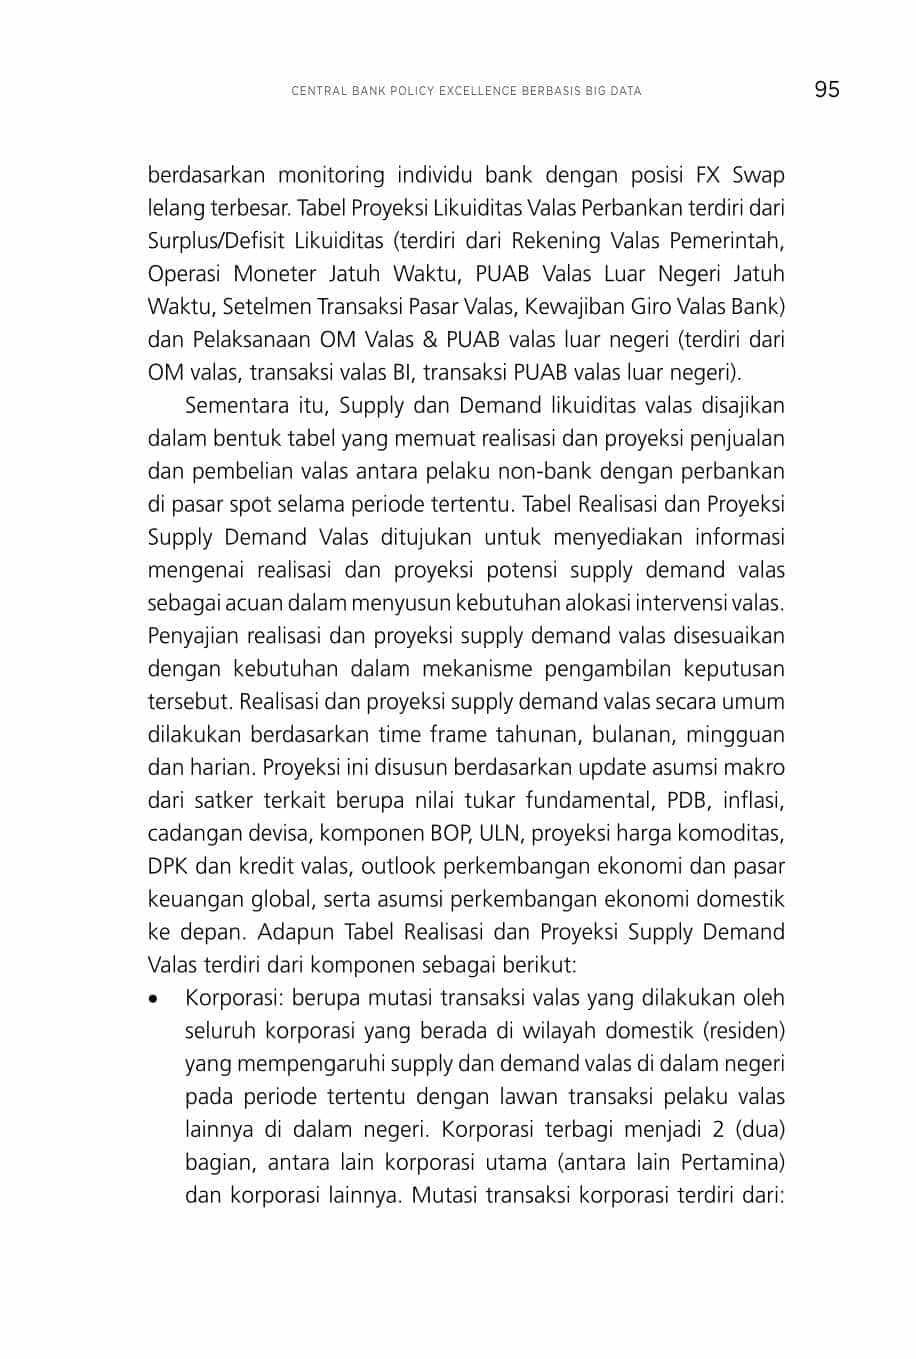 CENTRAL BANK POLICY EXCELLENCE BERBASIS BIG DATA 95
berdasarkan monitoring individu bank dengan posisi FX Swap
lelang terbesar. Tabel Proyeksi Likuiditas Valas Perbankan terdiri dari
Surplus/Defisit Likuiditas (terdiri dari Rekening Valas Pemerintah,
Operasi Moneter Jatuh Waktu, PUAB Valas Luar Negeri Jatuh
Waktu, Setelmen Transaksi Pasar Valas, Kewajiban Giro Valas Bank)
dan Pelaksanaan OM Valas & PUAB valas luar negeri (terdiri dari
OM valas, transaksi valas BI, transaksi PUAB valas luar negeri).
Sementara itu, Supply dan Demand likuiditas valas disajikan
dalam bentuk tabel yang memuat realisasi dan proyeksi penjualan
dan pembelian valas antara pelaku non-bank dengan perbankan
di pasar spot selama periode tertentu. Tabel Realisasi dan Proyeksi
Supply Demand Valas ditujukan untuk menyediakan informasi
mengenai realisasi dan proyeksi potensi supply demand valas
sebagai acuan dalam menyusun kebutuhan alokasi intervensi valas.
Penyajian realisasi dan proyeksi supply demand valas disesuaikan
dengan kebutuhan dalam mekanisme pengambilan keputusan
tersebut. Realisasi dan proyeksi supply demand valas secara umum
dilakukan berdasarkan time frame tahunan, bulanan, mingguan
dan harian. Proyeksi ini disusun berdasarkan update asumsi makro
dari satker terkait berupa nilai tukar fundamental, PDB, inflasi,
cadangan devisa, komponen BOP, ULN, proyeksi harga komoditas,
DPK dan kredit valas, outlook perkembangan ekonomi dan pasar
keuangan global, serta asumsi perkembangan ekonomi domestik
ke depan. Adapun Tabel Realisasi dan Proyeksi Supply Demand
Valas terdiri dari komponen sebagai berikut:
• Korporasi: berupa mutasi transaksi valas yang dilakukan oleh
seluruh korporasi yang berada di wilayah domestik (residen)
yang mempengaruhi supply dan demand valas di dalam negeri
pada periode tertentu dengan lawan transaksi pelaku valas
lainnya di dalam negeri. Korporasi terbagi menjadi 2 (dua)
bagian, antara lain korporasi utama (antara lain Pertamina)
dan korporasi lainnya. Mutasi transaksi korporasi terdiri dari: